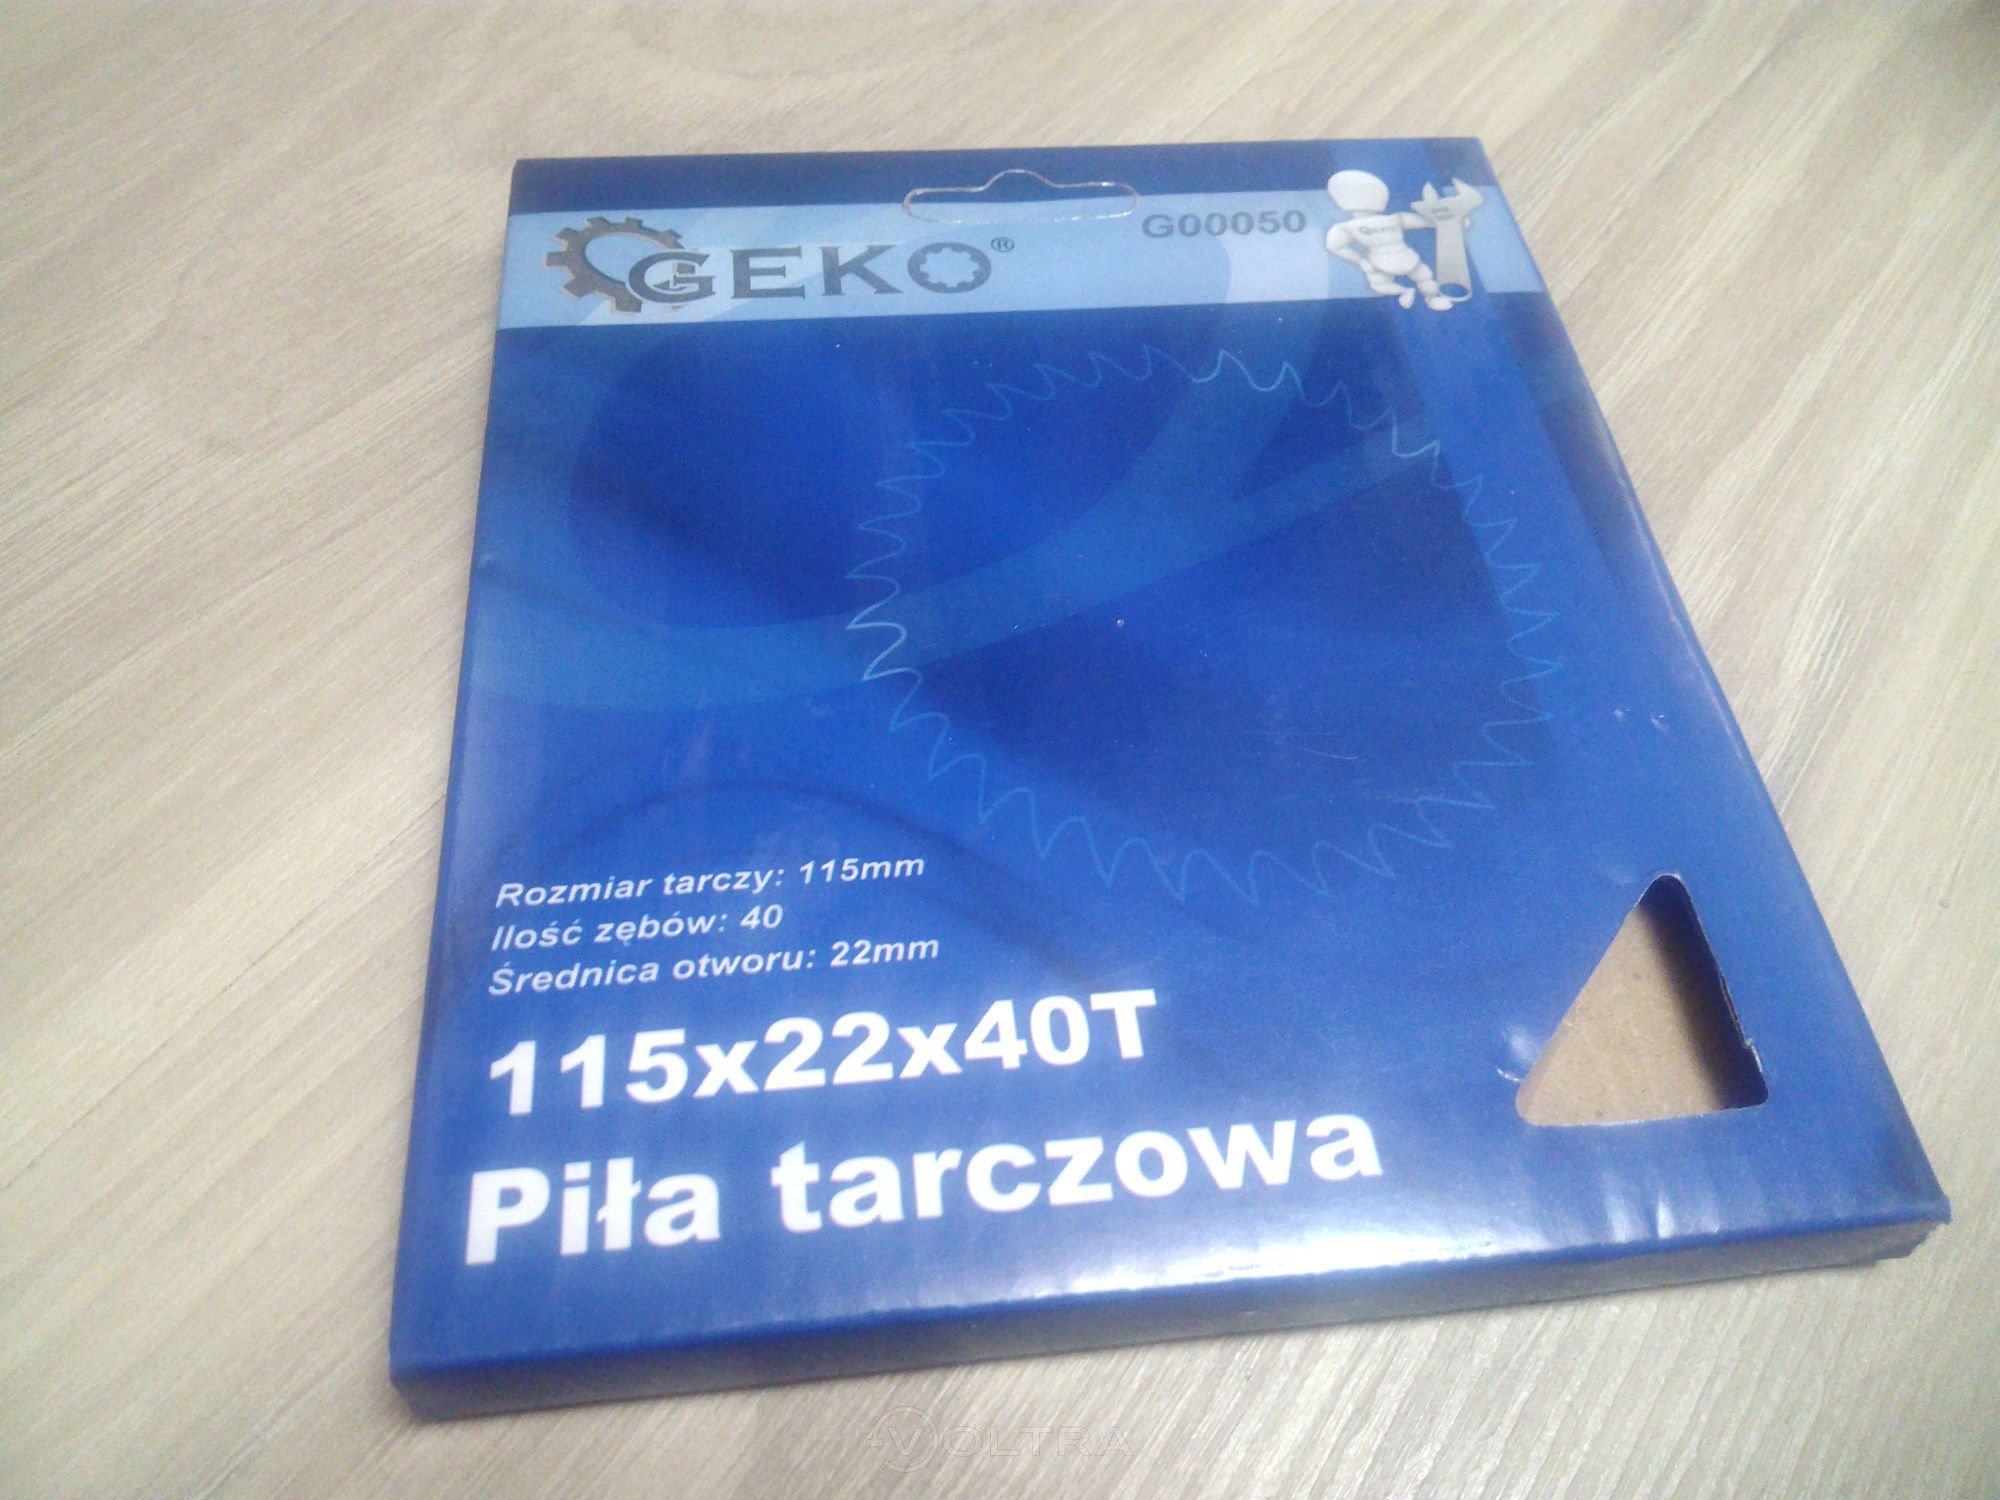 GEKO®
G00050
Rozmiar tarczy: 115mm
Ilość zębów: 40
Średnica otworu: 22mm
115x22x40T
Piła tarczowa
VOLTRA